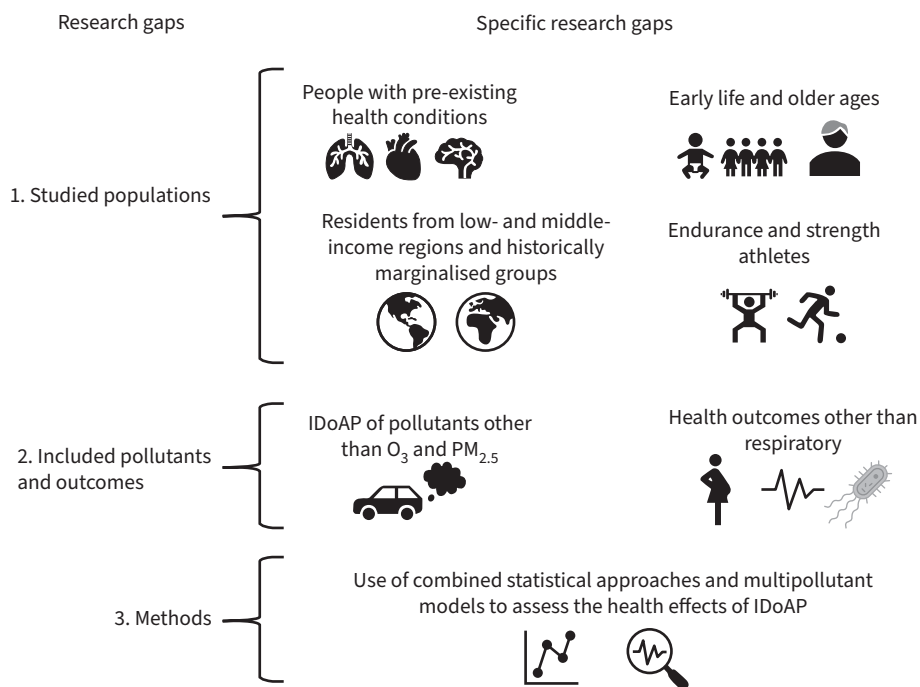 Research gaps
Specific research gaps
1. Studied populations
People with pre-existing
health conditions
Early life and older ages
Residents from low- and middle-
income regions and historically
marginalised groups
Endurance and strength
athletes
2. Included pollutants
and outcomes
IDoAP of pollutants other
than O₃ and PM₂.₅
Health outcomes other than
respiratory
3. Methods
Use of combined statistical approaches and multipollutant
models to assess the health effects of IDoAP